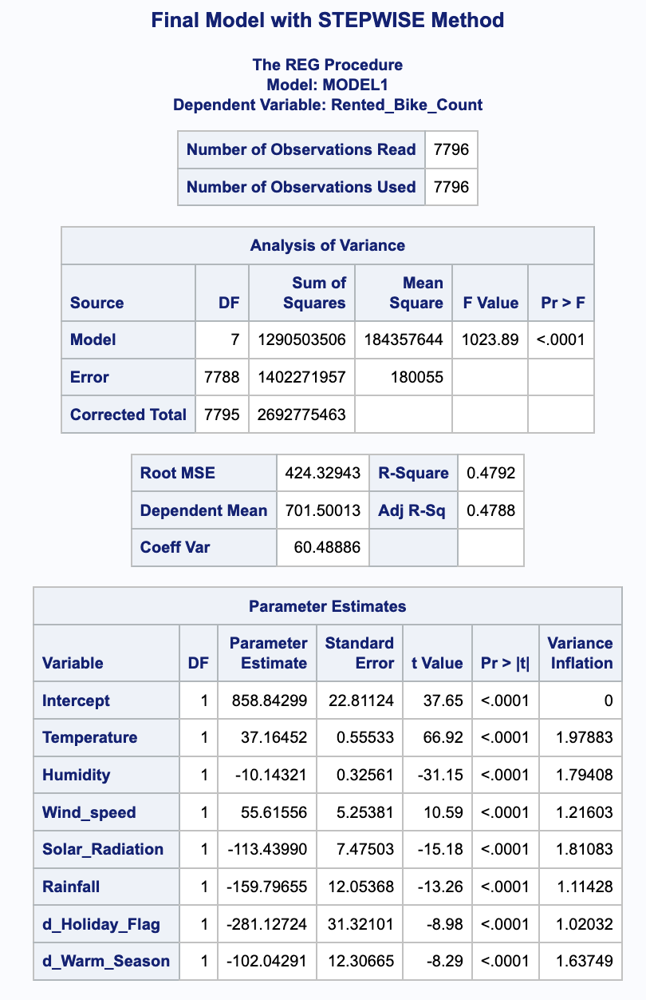 Final Model with STEPWISE Method
The REG Procedure
Model: MODEL1
Dependent Variable: Rented_Bike_Count
Number of Observations Read 7796
Number of Observations Used 7796
Analysis of Variance
Source DF Sum of Squares Mean Square F Value Pr > F
Model 7 1290503506 184357644 1023.89 <.0001
Error 7788 1402271957 180055
Corrected Total 7795 2692775463
Root MSE 424.32943 R-Square 0.4792
Dependent Mean 701.50013 Adj R-Sq 0.4788
Coeff Var 60.48886
Parameter Estimates
Variable DF Parameter Estimate Standard Error t Value Pr > |t| Variance Inflation
Intercept 1 858.84299 22.81124 37.65 <.0001 0
Temperature 1 37.16452 0.55533 66.92 <.0001 1.97883
Humidity 1 -10.14321 0.32561 -31.15 <.0001 1.79408
Wind_speed 1 55.61556 5.25381 10.59 <.0001 1.21603
Solar_Radiation 1 -113.43990 7.47503 -15.18 <.0001 1.81083
Rainfall 1 -159.79655 12.05368 -13.26 <.0001 1.11428
d_Holiday_Flag 1 -281.12724 31.32101 -8.98 <.0001 1.02032
d_Warm_Season 1 -102.04291 12.30665 -8.29 <.0001 1.63749